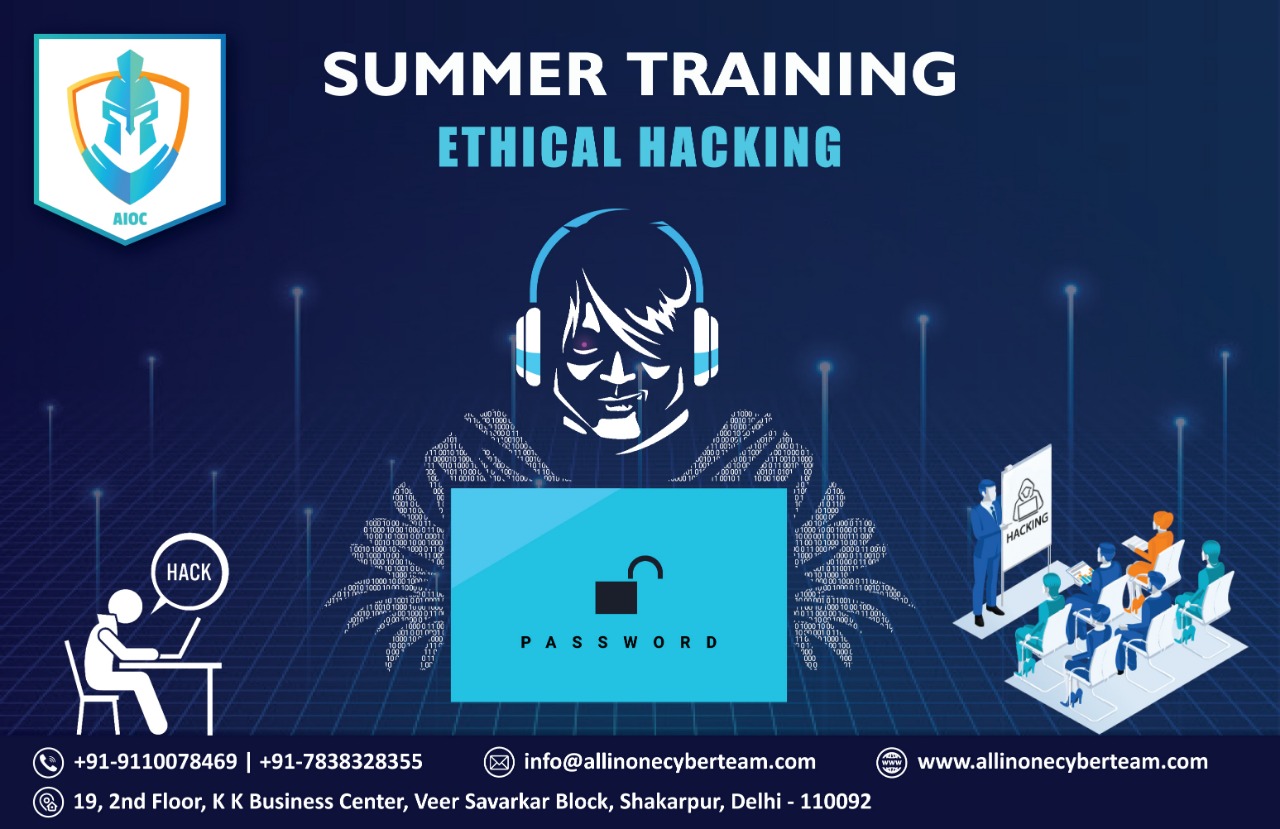 SUMMER TRAINING
ETHICAL HACKING
AIOC
HACK
PASSWORD
HACKING
+91-9110078469 | +91-7838328355
info@allinonecyberteam.com
www.allinonecyberteam.com
19, 2nd Floor, K K Business Center, Veer Savarkar Block, Shakarpur, Delhi - 110092